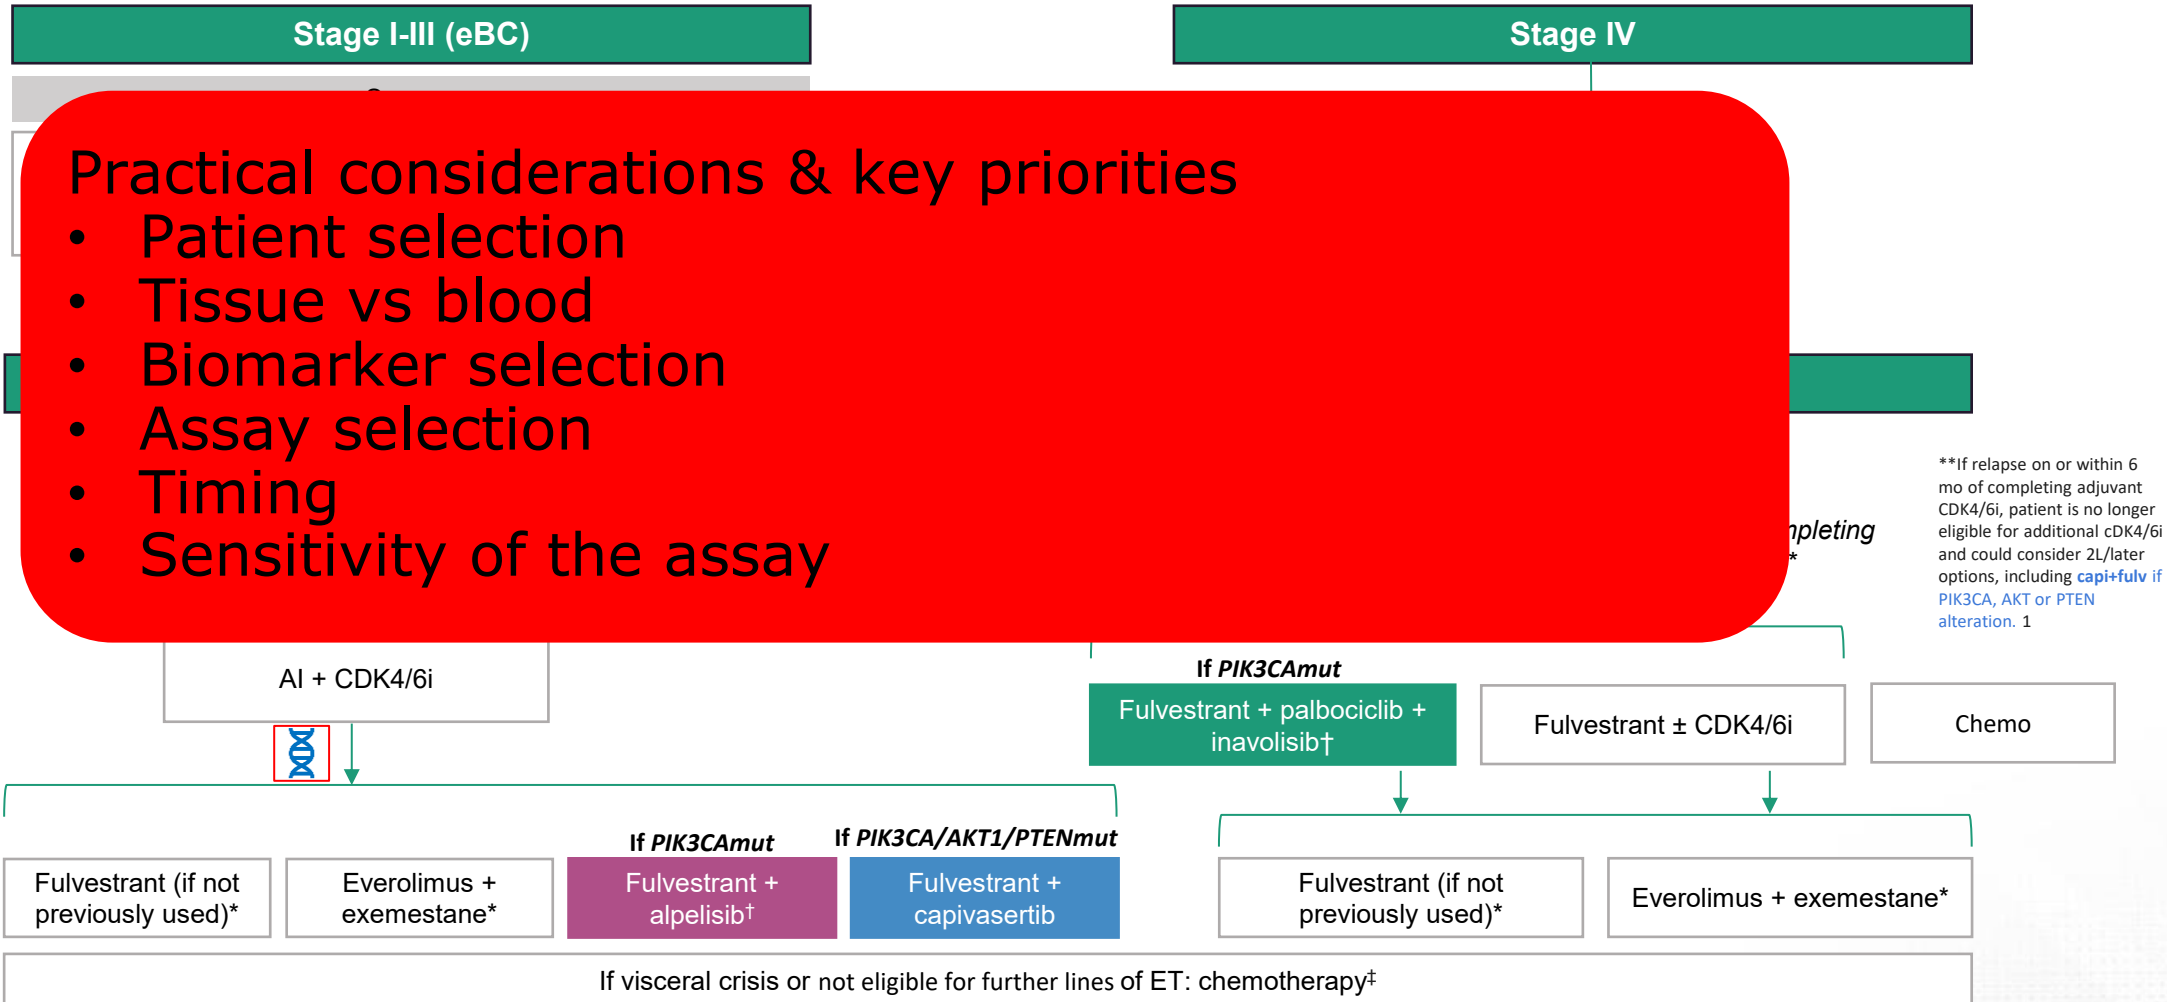 Stage I-III (eBC)
Stage IV
Practical considerations & key priorities
• Patient selection
• Tissue vs blood
• Biomarker selection
• Assay selection
• Timing
• Sensitivity of the assay
**If relapse on or within 6
mo of completing adjuvant
CDK4/6i, patient is no longer
eligible for additional cDK4/6i
and could consider 2L/later
options, including capi+fulv if
PIK3CA, AKT or PTEN
alteration. 1
*
AI + CDK4/6i
If PIK3CAmut
Fulvestrant + palbociclib +
inavolisib†
Fulvestrant ± CDK4/6i
Chemo
If PIK3CAmut
If PIK3CA/AKT1/PTENmut
Fulvestrant (if not
previously used)*
Everolimus +
exemestane*
Fulvestrant +
alpelisib†
Fulvestrant +
capivasertib
Fulvestrant (if not
previously used)*
Everolimus + exemestane*
If visceral crisis or not eligible for further lines of ET: chemotherapy‡